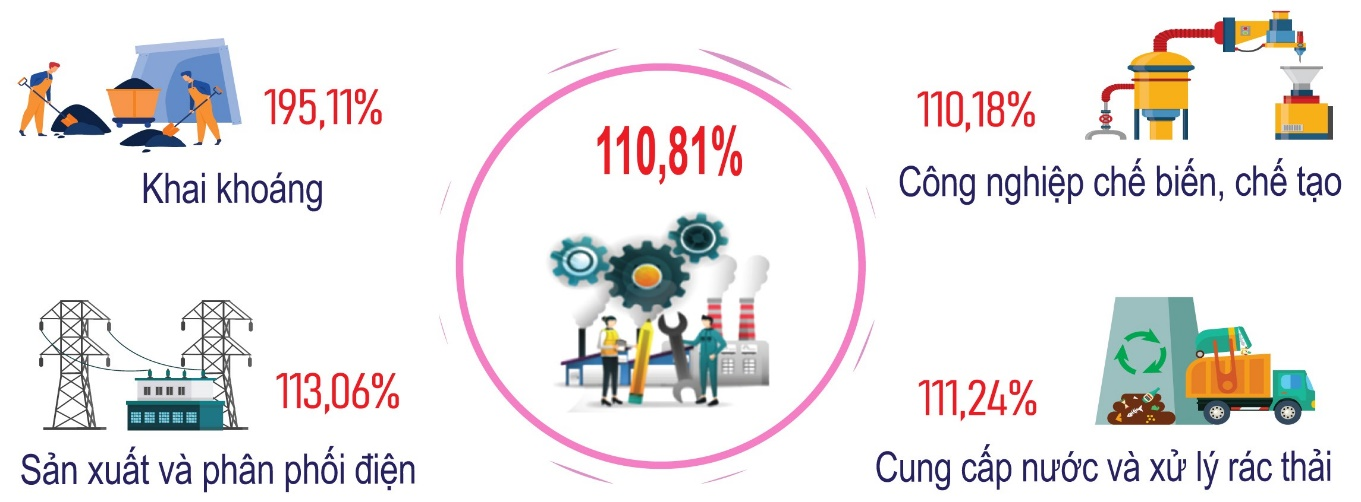 195,11%
Khai khoáng
110,81%
110,18%
Công nghiệp chế biến, chế tạo
113,06%
Sản xuất và phân phối điện
111,24%
Cung cấp nước và xử lý rác thải